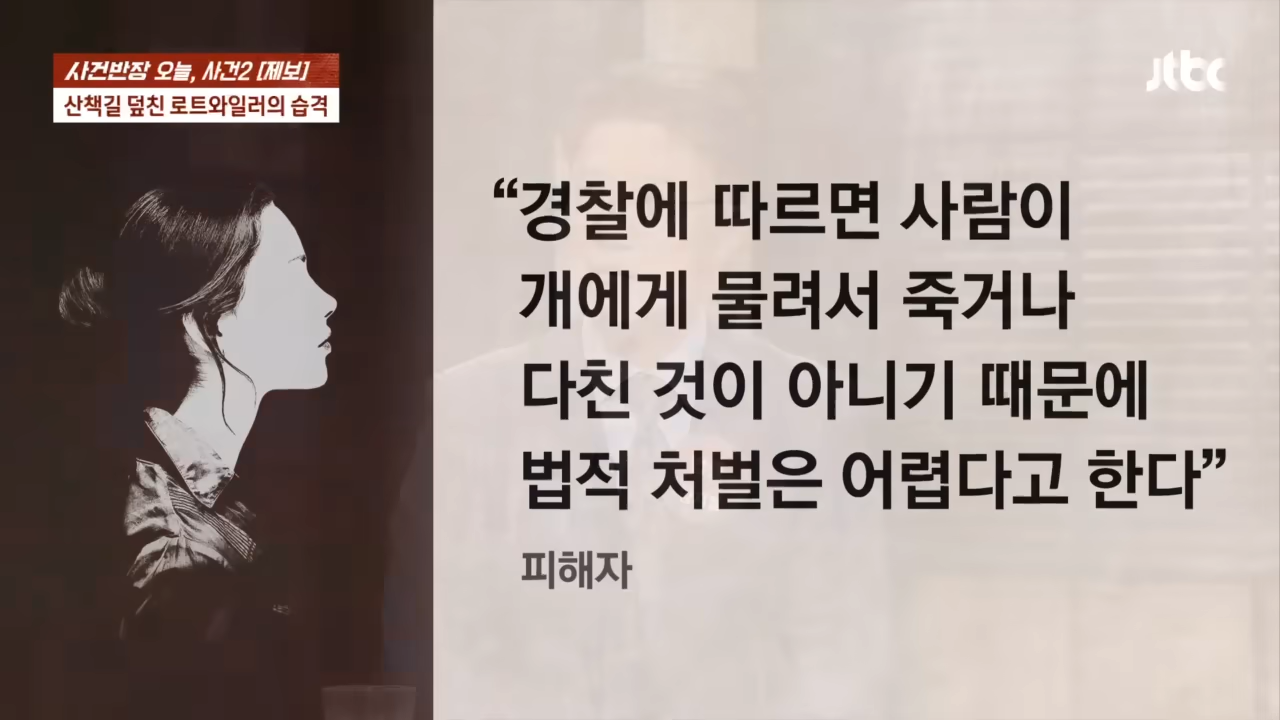 사건반장 오늘, 사건2 [제보]
산책길 덮친 로트와일러의 습격
jtbc
“경찰에 따르면 사람이
개에게 물려서 죽거나
다친 것이 아니기 때문에
법적 처벌은 어렵다고 한다”
피해자